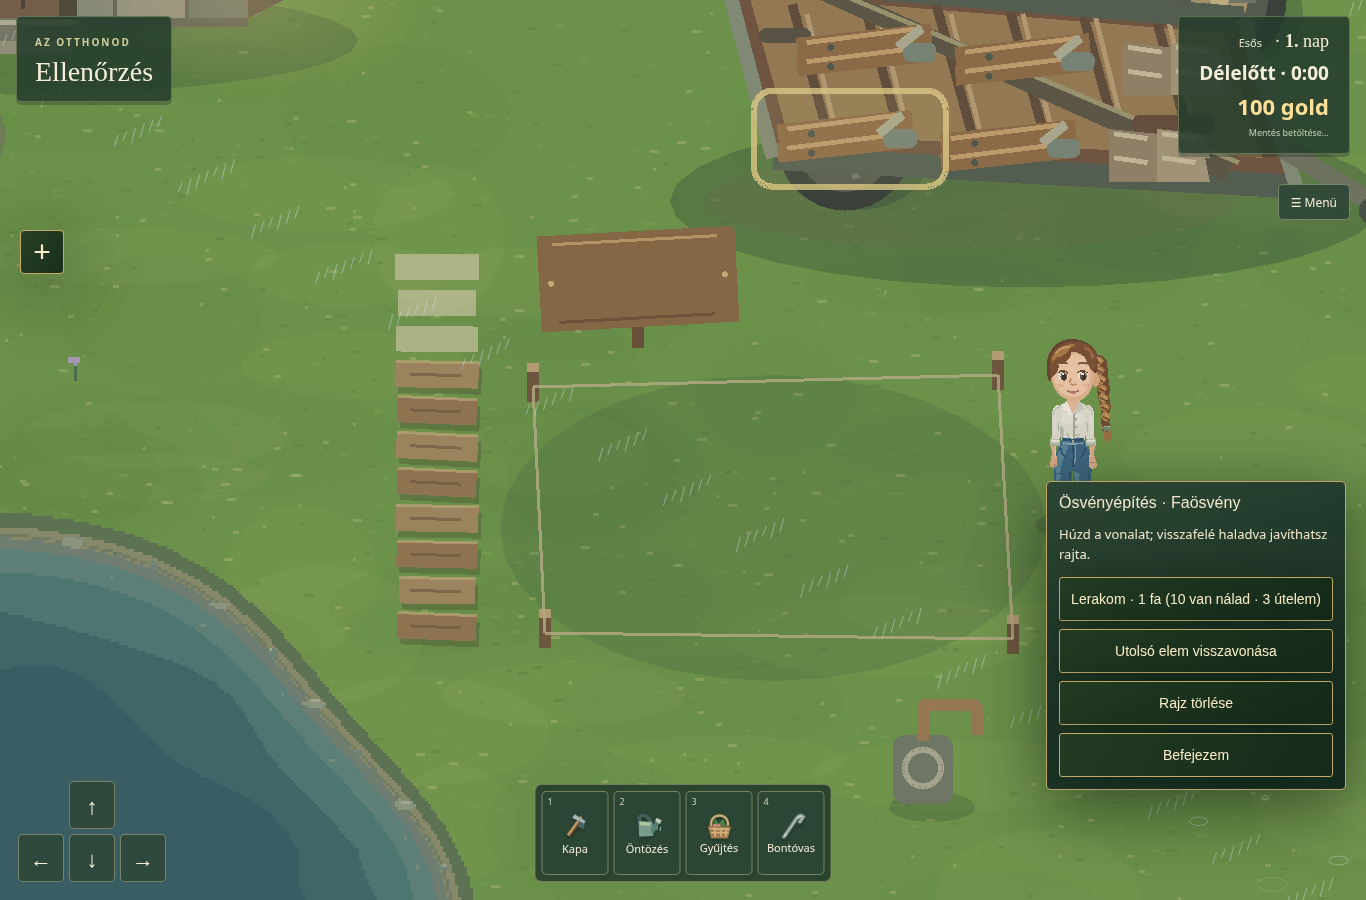 AZ OTTHONOD
Ellenőrzés
Esős · 1. nap
Délelőtt · 0:00
100 gold
Mentés betöltése…
☰ Menü
+
Ösvényépítés · Faösvény
Húzd a vonalat; visszafelé haladva javíthatsz
rajta.
Lerakom · 1 fa (10 van nálad · 3 útelem)
Utolsó elem visszavonása
Rajz törlése
Befejezem
↑
← ↓ →
1 2 3 4
Kapa Öntözés Gyűjtés Bontóvas